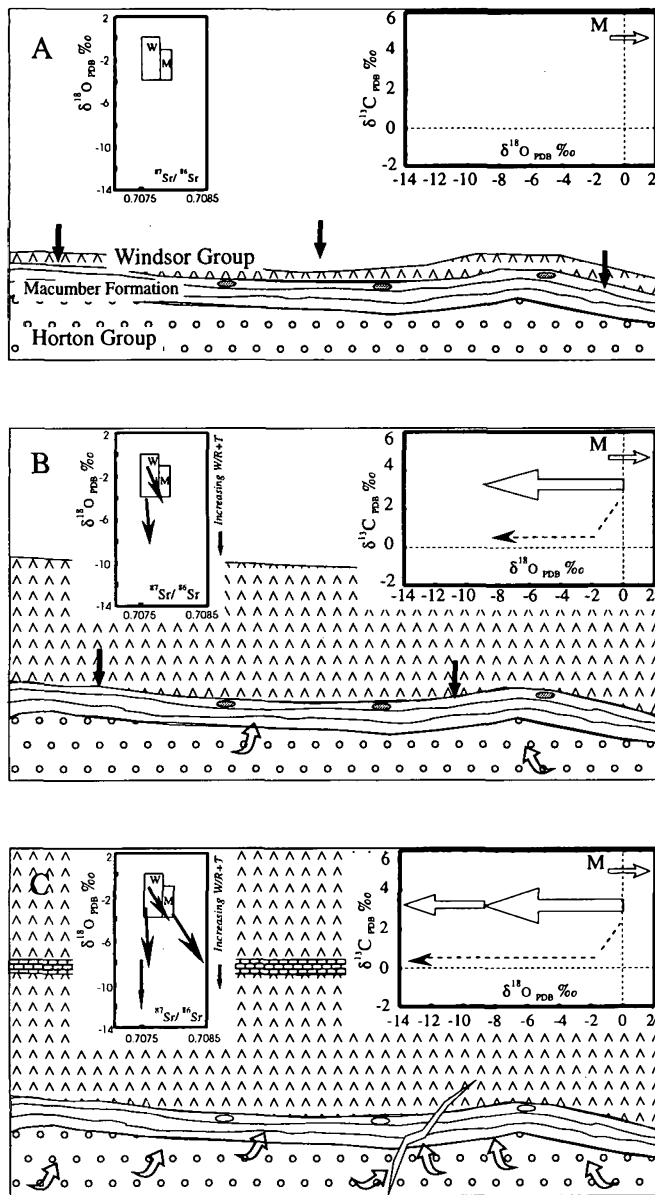 A
2
-2
-6
-10
-14
δ¹⁸O PDB ‰
W
M
⁸⁷Sr/ ⁸⁶Sr
0.7075 0.7085
M
6
4
2
0
-2
δ¹³C PDB ‰
δ¹⁸O PDB ‰
-14 -12 -10 -8 -6 -4 -2 0 2
Windsor Group
Macumber Formation
Horton Group
B
2
-2
-6
-10
-14
δ¹⁸O PDB ‰
W
M
⁸⁷Sr/ ⁸⁶Sr
0.7075 0.7085
Increasing W/R+T
M
6
4
2
0
-2
δ¹³C PDB ‰
δ¹⁸O PDB ‰
-14 -12 -10 -8 -6 -4 -2 0 2
C
2
-2
-6
-10
-14
δ¹⁸O PDB ‰
W
M
⁸⁷Sr/ ⁸⁶Sr
0.7075 0.7085
Increasing W/R+T
M
6
4
2
0
-2
δ¹³C PDB ‰
δ¹⁸O PDB ‰
-14 -12 -10 -8 -6 -4 -2 0 2